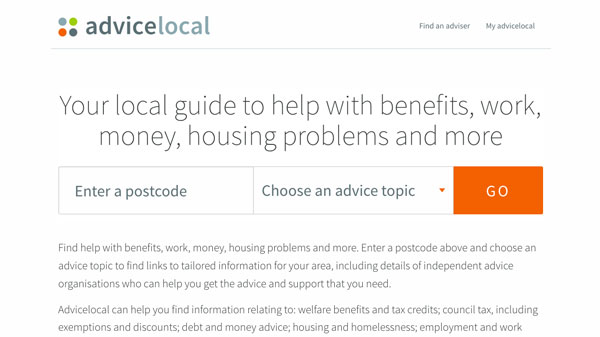 advicelocal
Find an adviser
My advicelocal
Your local guide to help with benefits, work,
money, housing problems and more
Enter a postcode
Choose an advice topic
GO
Find help with benefits, work, money, housing problems and more. Enter a postcode above and choose an
advice topic to find links to tailored information for your area, including details of independent advice
organisations who can help you get the advice and support that you need.
Advicelocal can help you find information relating to: welfare benefits and tax credits; council tax, including
exemptions and discounts; debt and money advice; housing and homelessness; employment and work